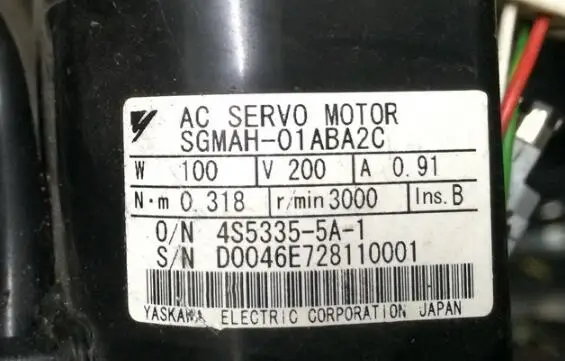 AC SERVO MOTOR
SGMAH-01ABA2C
W 100 V 200 A 0.91
N·m 0.318 r/min 3000 Ins. B
O/N 4S5335-5A-1
S/N D0046E728110001
YASKAWA ELECTRIC CORPORATION JAPAN